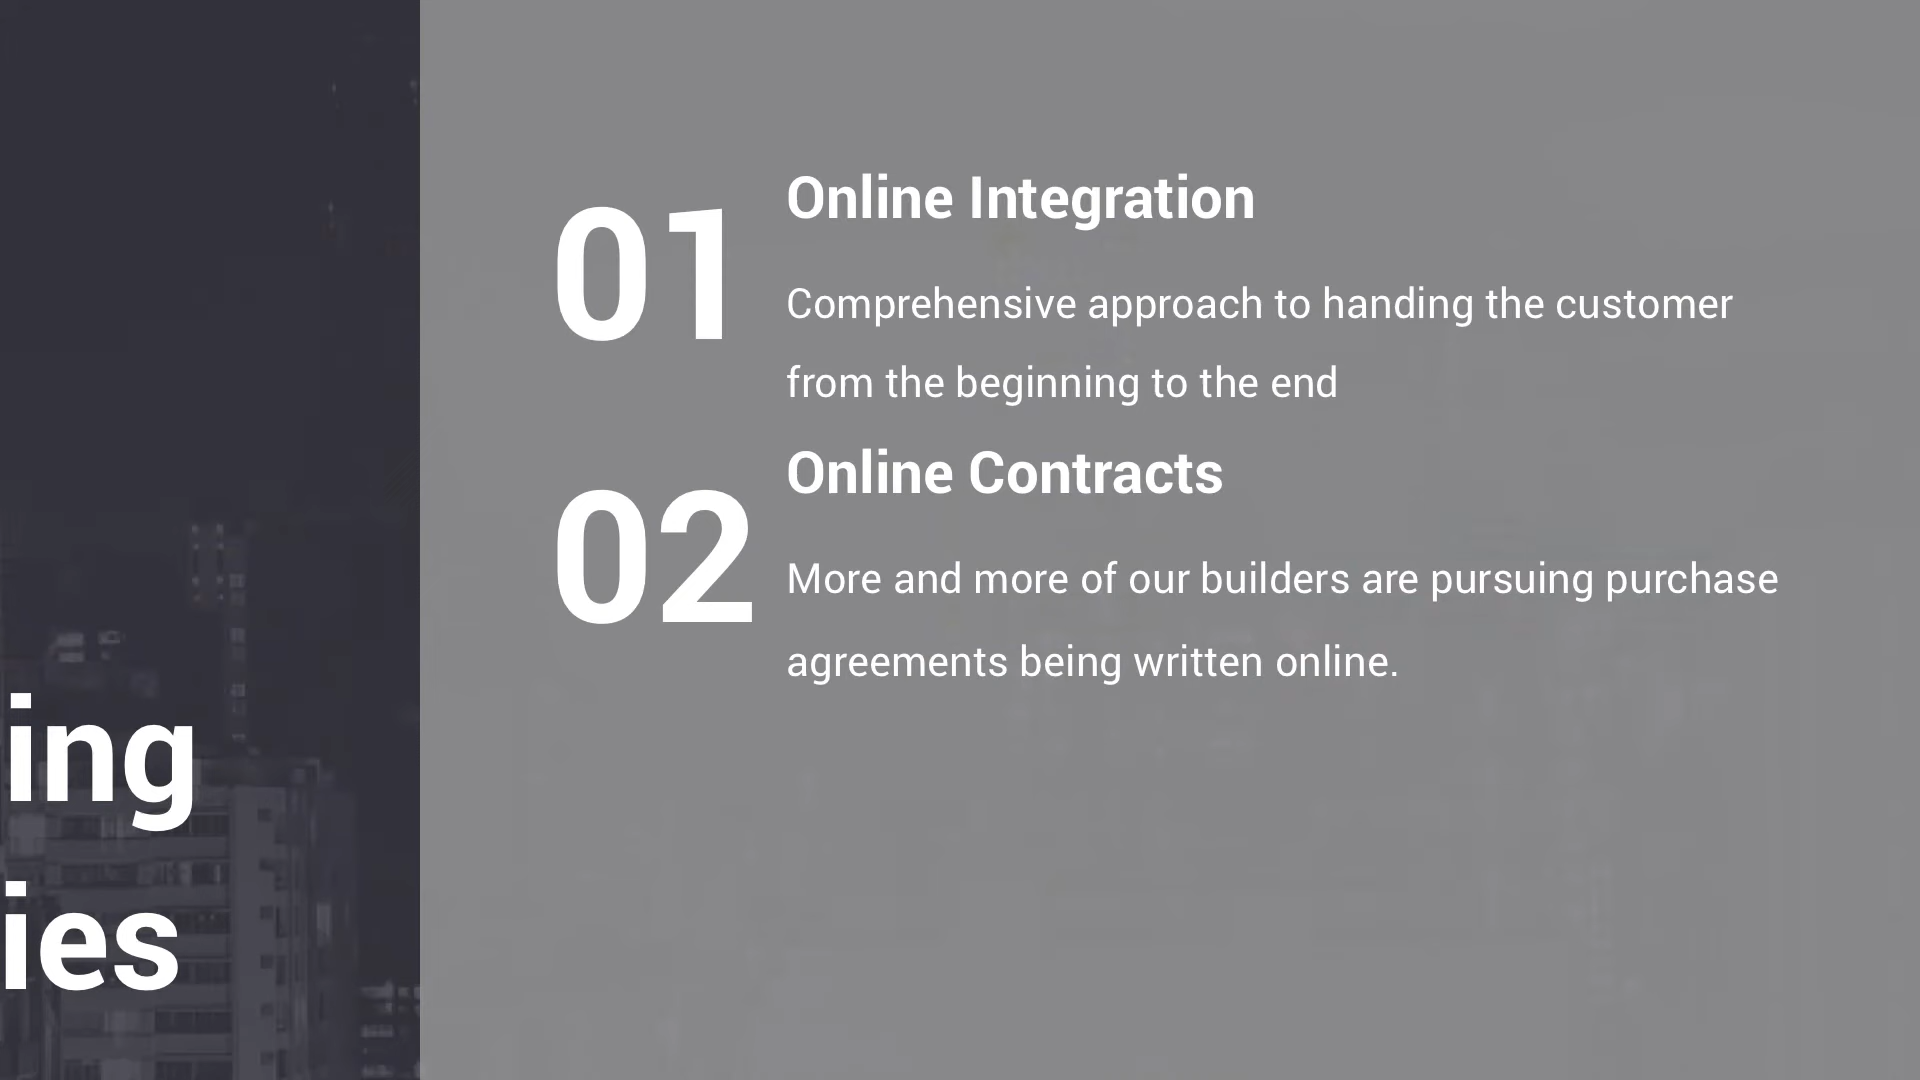 01
Online Integration
Comprehensive approach to handing the customer
from the beginning to the end
02
Online Contracts
More and more of our builders are pursuing purchase
agreements being written online.
ing
ies